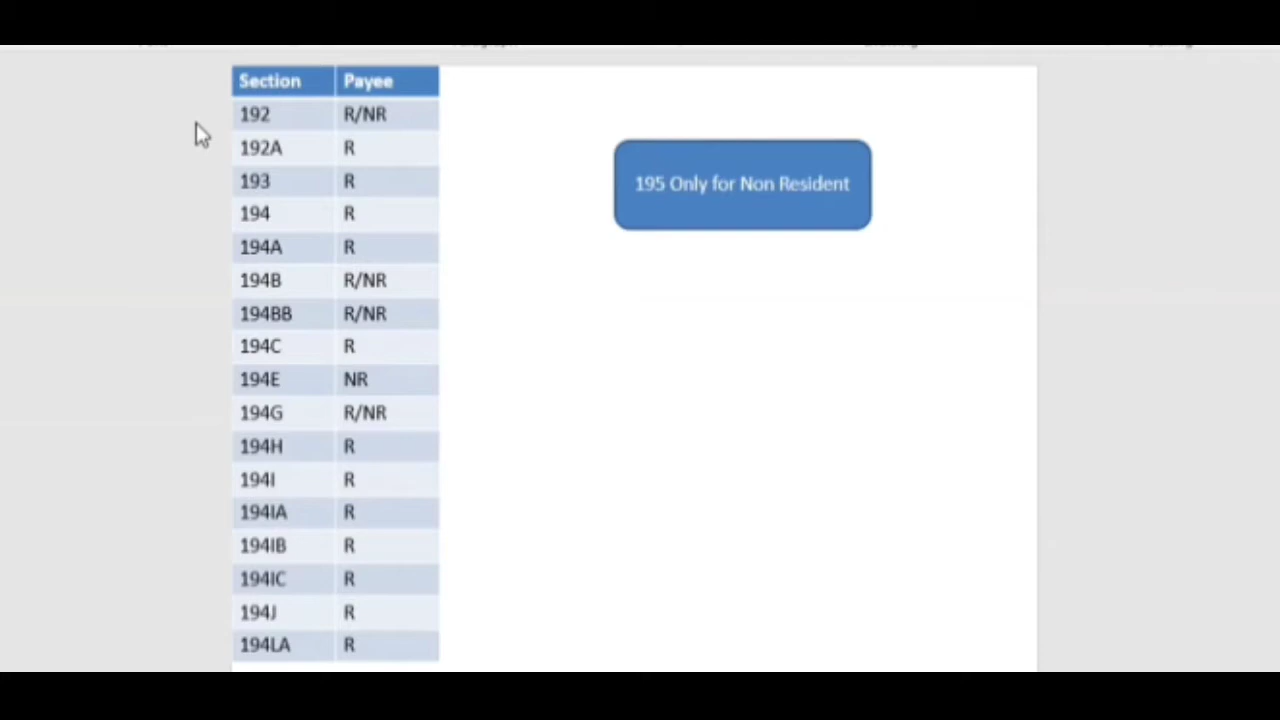 Section Payee
192 R/NR
192A R
193 R
194 R
194A R
194B R/NR
194BB R/NR
194C R
194E NR
194G R/NR
194H R
194I R
194IA R
194IB R
194IC R
194J R
194LA R
195 Only for Non Resident